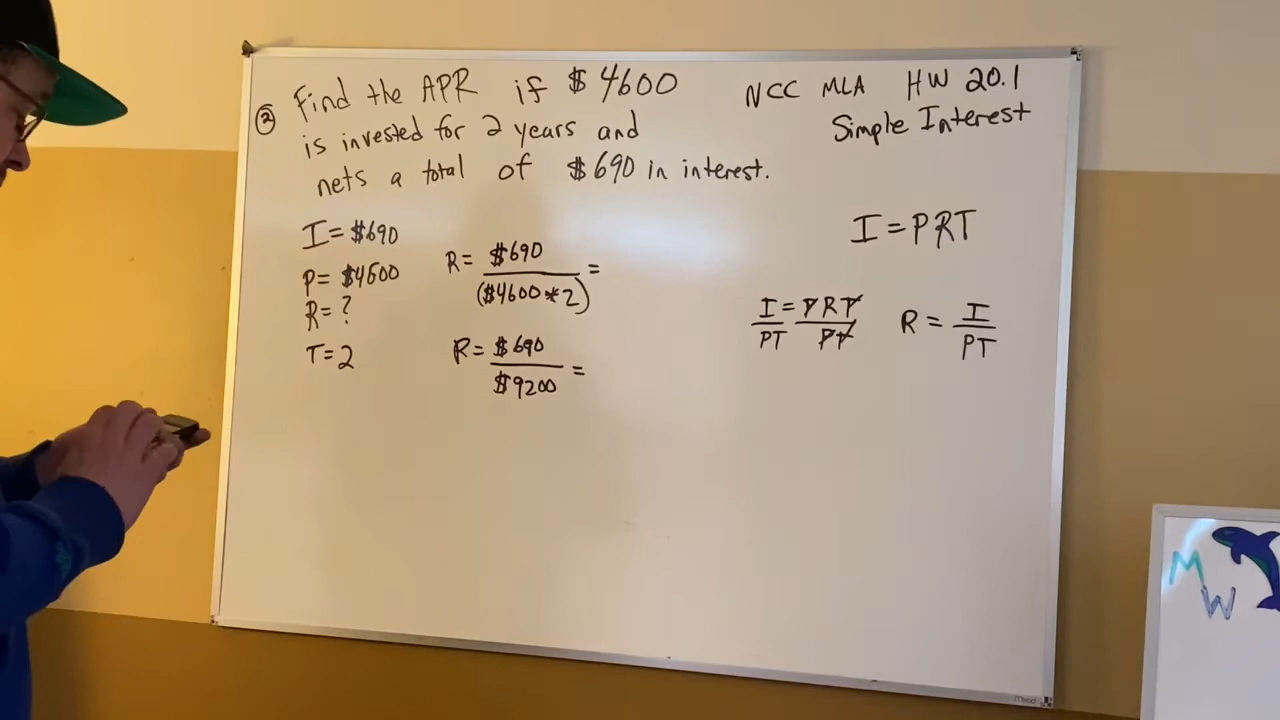 ② Find the APR if $4600
is invested for 2 years and
nets a total of $690 in interest.
NCC MLA HW 20.1
Simple Interest
I = $690
P = $4600
R = ?
T = 2
R = $690 / ($4600 * 2) =
R = $690 / $9200 =
I = PRT
I/PT = PRT/PT
R = I/PT
Mead
M
W